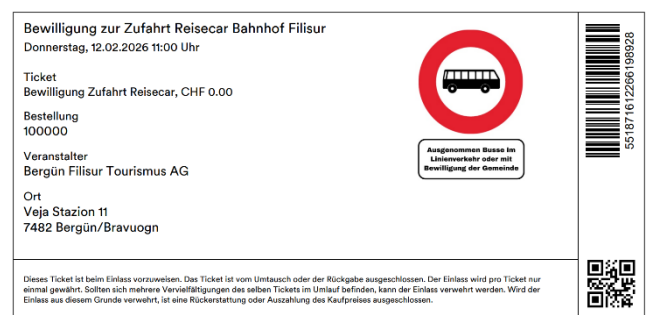 Bewilligung zur Zufahrt Reisecar Bahnhof Filisur
Donnerstag, 12.02.2026 11:00 Uhr
Ticket
Bewilligung Zufahrt Reisecar, CHF 0.00
Bestellung
100000
Veranstalter
Bergün Filisur Tourismus AG
Ort
Veja Stazion 11
7482 Bergün/Bravuogn
Ausgenommen Busse im
Linienverkehr oder mit
Bewilligung der Gemeinde
551871612266198928
Dieses Ticket ist beim Einlass vorzuweisen. Das Ticket ist vom Umtausch oder der Rückgabe ausgeschlossen. Der Einlass wird pro Ticket nur
einmal gewährt. Sollten sich mehrere Vervielfältigungen des selben Tickets im Umlauf befinden, kann der Einlass verwehrt werden. Wird der
Einlass aus diesem Grunde verwehrt, ist eine Rückerstattung oder Auszahlung des Kaufpreises ausgeschlossen.